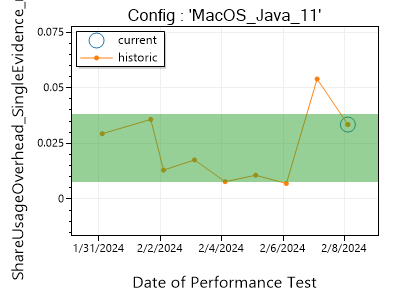 Config : 'MacOS_Java_11'
current
historic
0.075
0.05
0.025
0
ShareUsageOverhead_SingleEvidence_
1/31/2024 2/2/2024 2/4/2024 2/6/2024 2/8/2024
Date of Performance Test